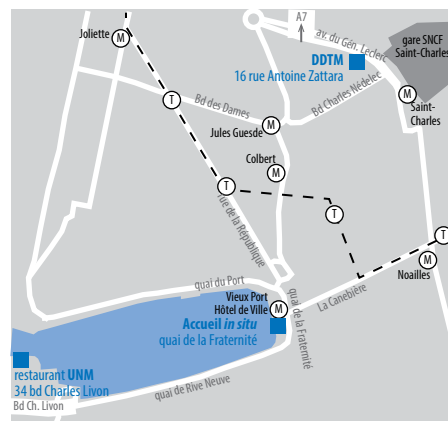 A7
av. du Gén. Leclerc
gare SNCF
Saint-Charles
Joliette
M
DDTM
16 rue Antoine Zattara
M
Saint-
Charles
T
Bd des Dames
Bd Charles Nédelec
Jules Guesde
M
Colbert
M
T
rue de la République
T
T
M
Noailles
quai du Port
Vieux Port
Hôtel de Ville
M
La Canebière
Accueil in situ
quai de la Fraternité
quai de la Fraternité
restaurant UNM
34 bd Charles Livon
Bd Ch. Livon
quai de Rive Neuve